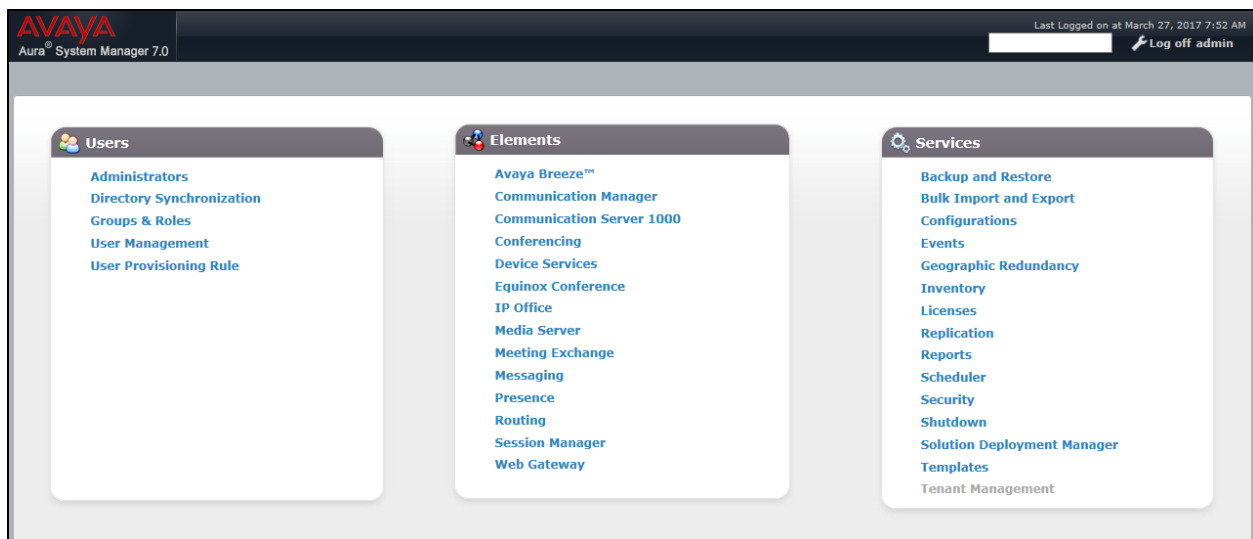 AVAYA
Aura® System Manager 7.0
Last Logged on at March 27, 2017 7:52 AM
Log off admin
Users
Administrators
Directory Synchronization
Groups & Roles
User Management
User Provisioning Rule
Elements
Avaya Breeze™
Communication Manager
Communication Server 1000
Conferencing
Device Services
Equinox Conference
IP Office
Media Server
Meeting Exchange
Messaging
Presence
Routing
Session Manager
Web Gateway
Services
Backup and Restore
Bulk Import and Export
Configurations
Events
Geographic Redundancy
Inventory
Licenses
Replication
Reports
Scheduler
Security
Shutdown
Solution Deployment Manager
Templates
Tenant Management